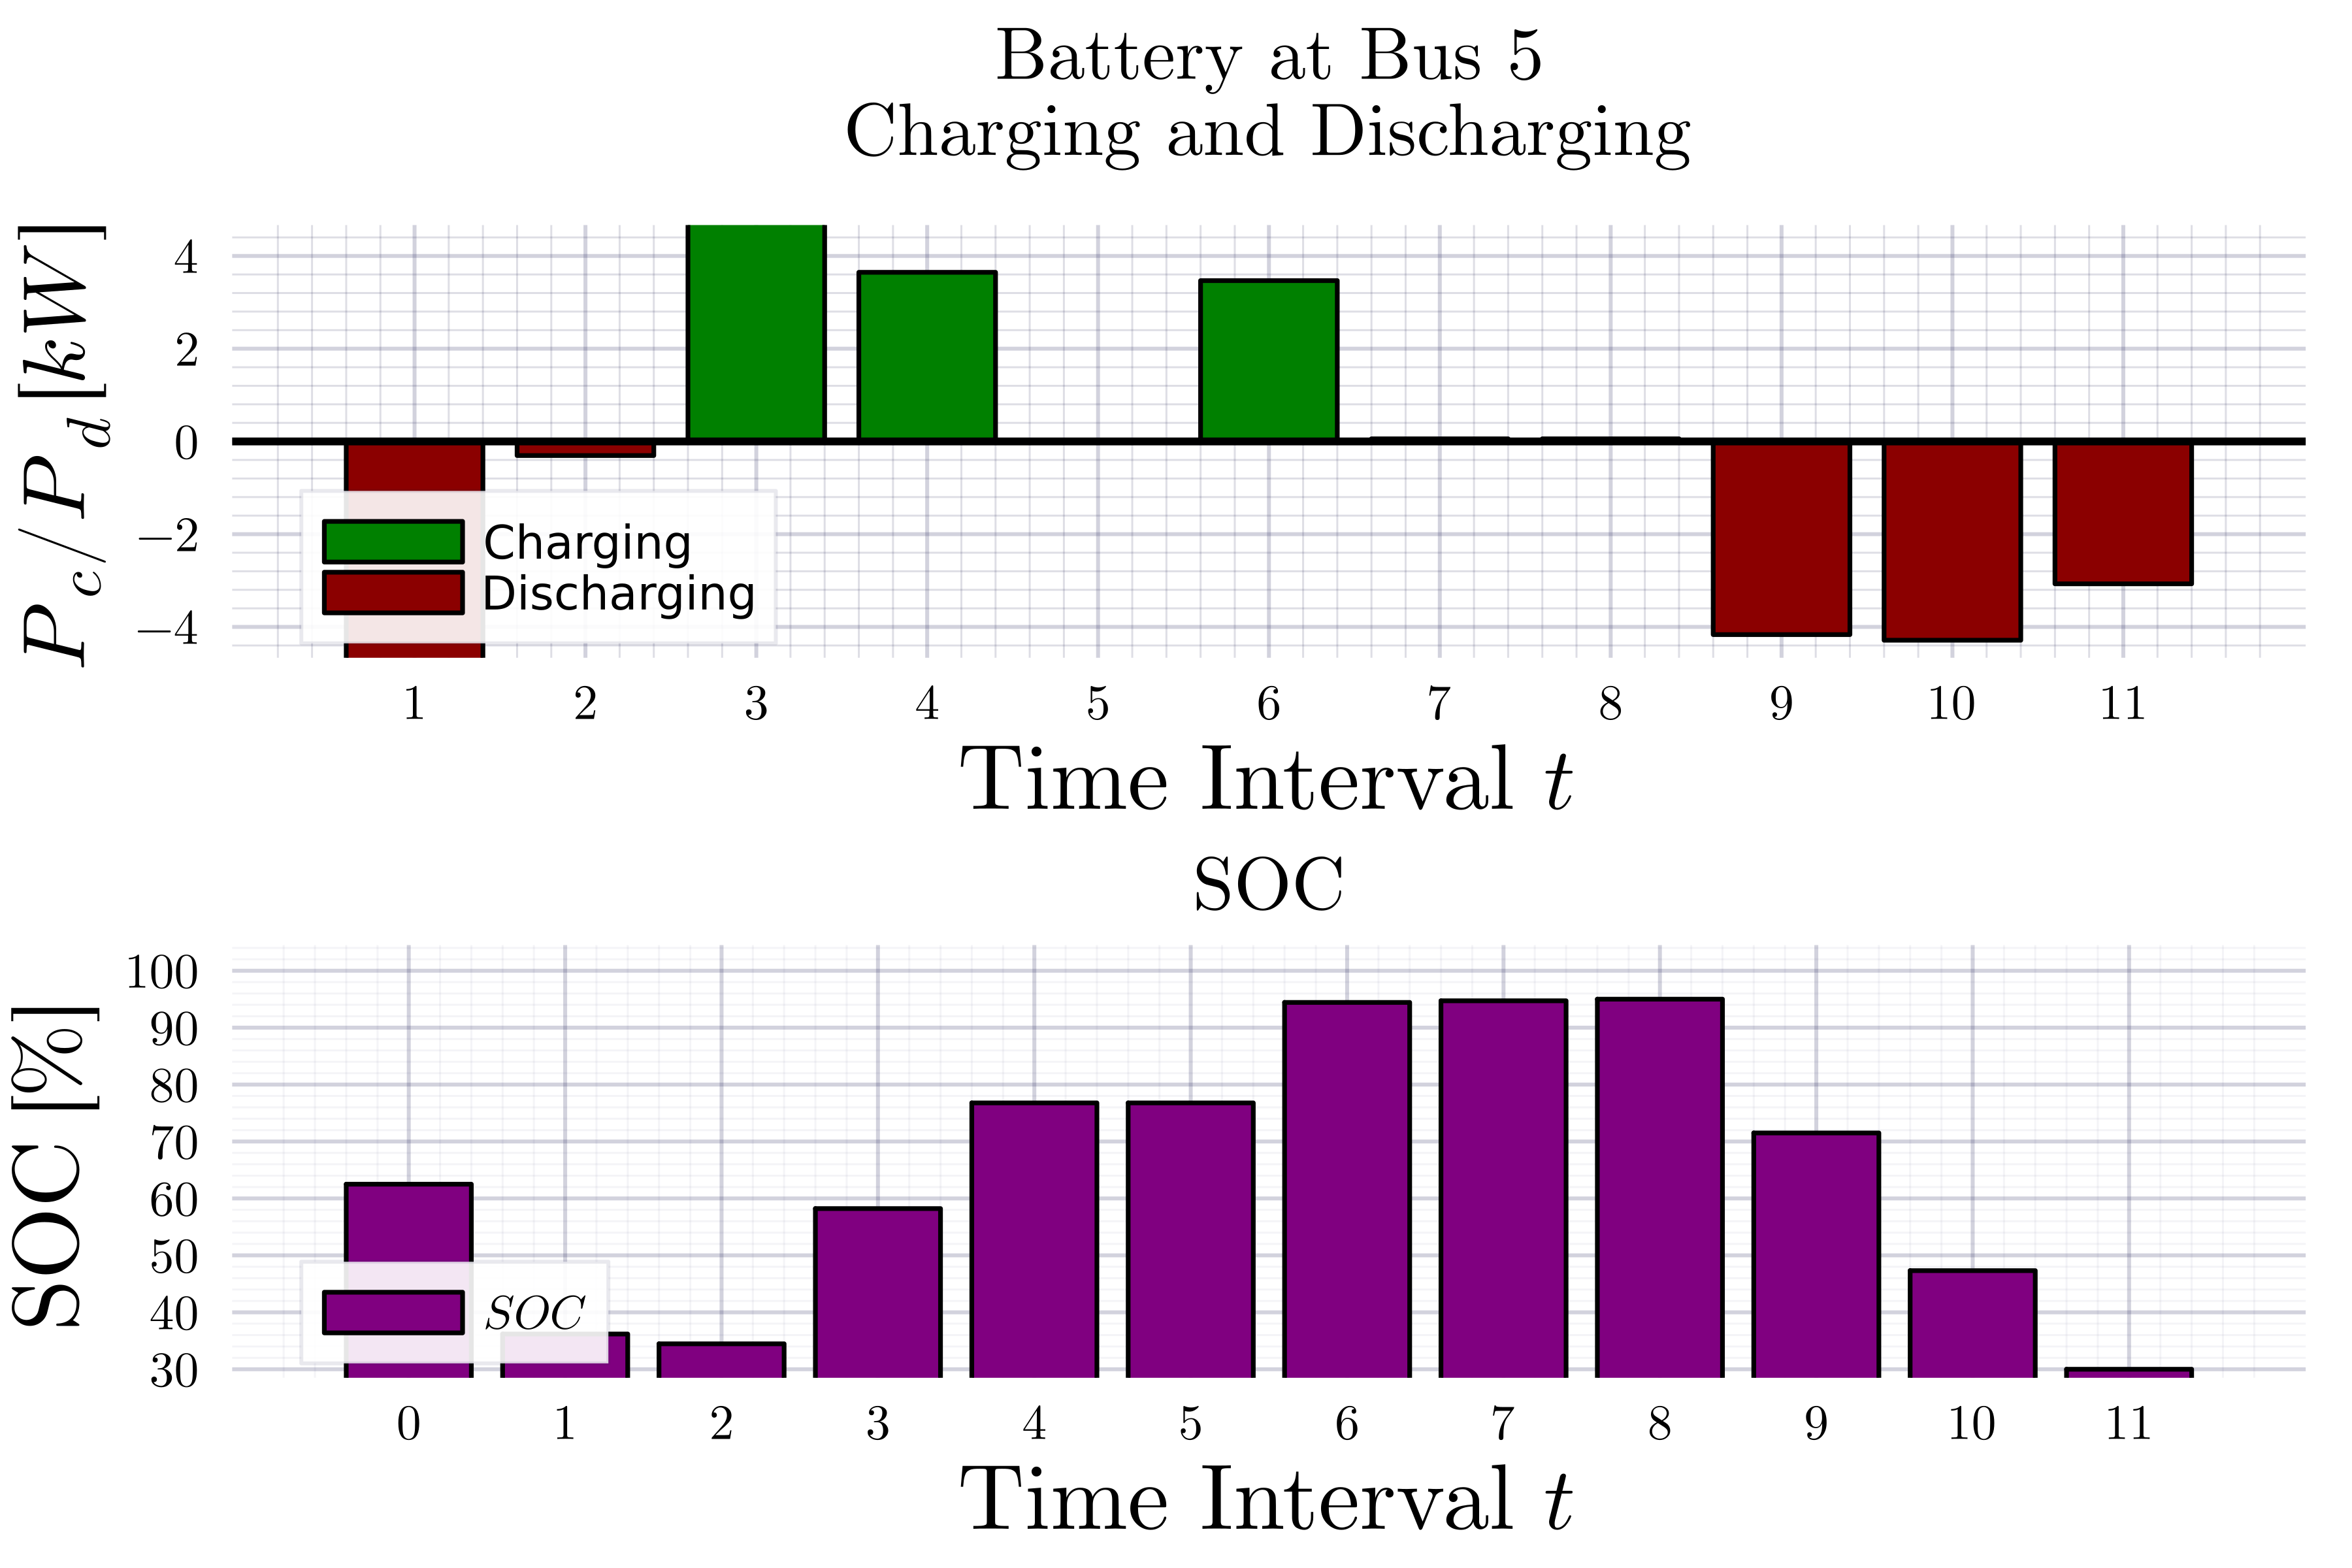 Battery at Bus 5
Charging and Discharging
P_c/P_d [kW]
4
2
0
−2
−4
Charging
Discharging
1 2 3 4 5 6 7 8 9 10 11
Time Interval t
SOC
SOC [%]
100
90
80
70
60
50
40
30
SOC
0 1 2 3 4 5 6 7 8 9 10 11
Time Interval t